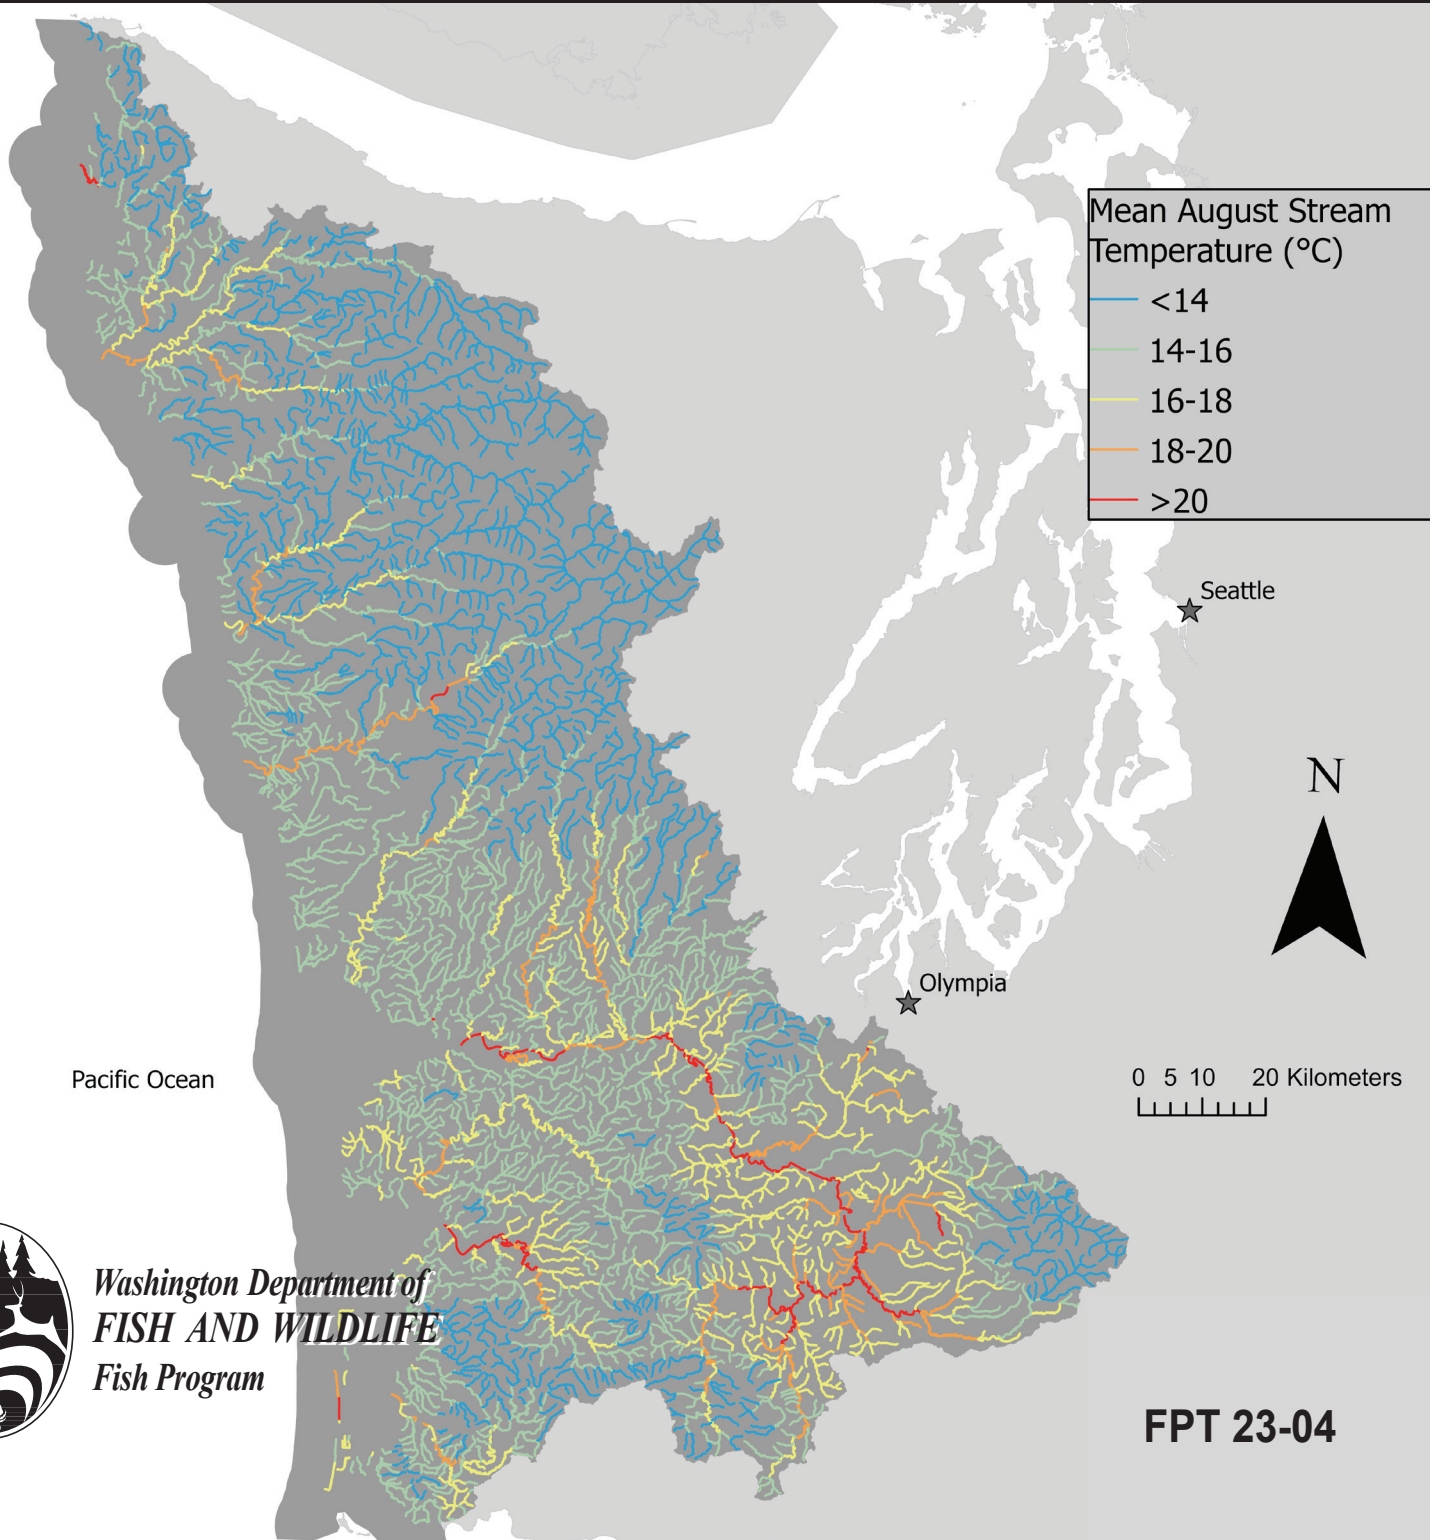 Mean August Stream
Temperature (°C)
<14
14-16
16-18
18-20
>20
Seattle
N
Olympia
Pacific Ocean
0 5 10 20 Kilometers
Washington Department of
FISH AND WILDLIFE
Fish Program
FPT 23-04